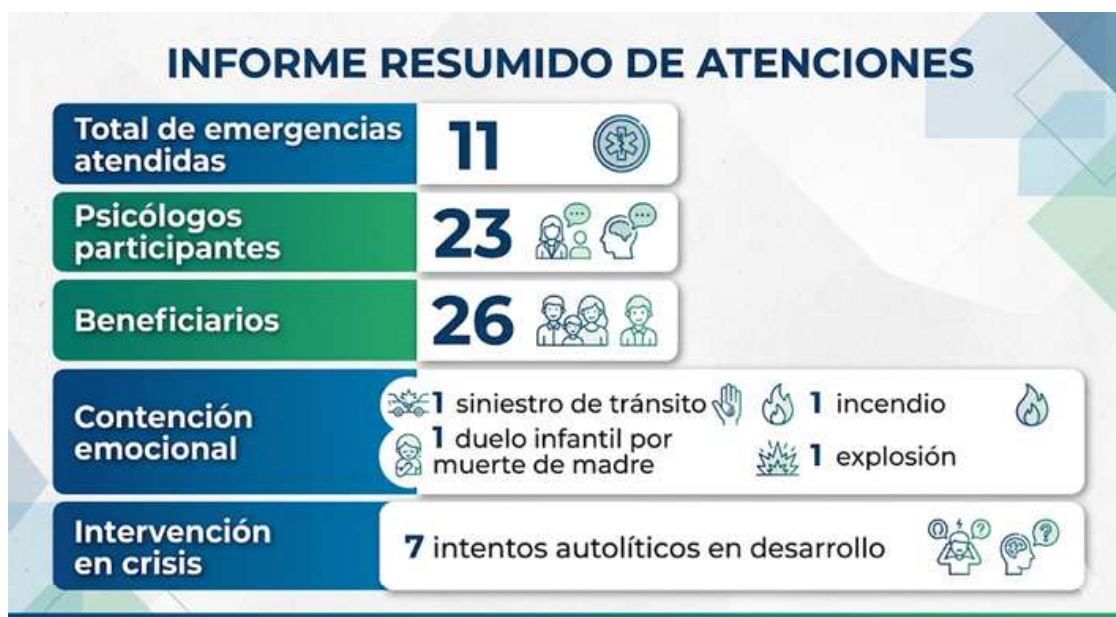 INFORME RESUMIDO DE ATENCIONES
Total de emergencias
atendidas
11
Psicólogos
participantes
23
Beneficiarios
26
Contención
emocional
1 siniestro de tránsito
1 incendio
1 duelo infantil por
muerte de madre
1 explosión
Intervención
en crisis
7 intentos autolíticos en desarrollo